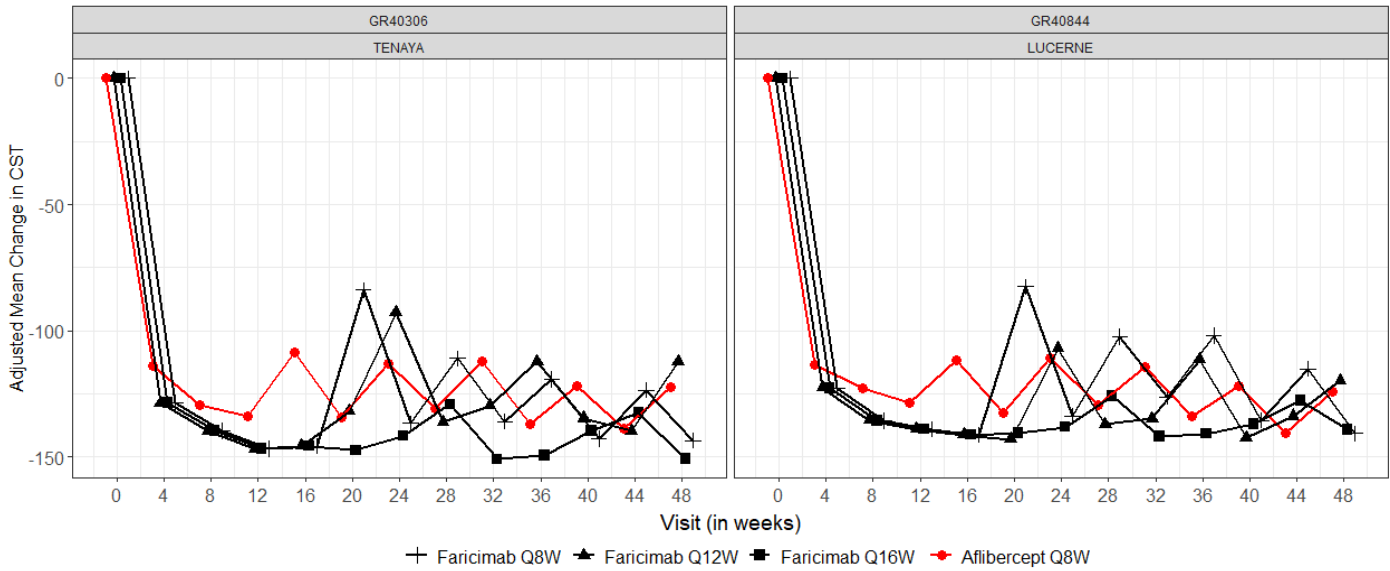 GR40306
GR40844
TENAYA
LUCERNE
Adjusted Mean Change in CST
0
-50
-100
-150
0 4 8 12 16 20 24 28 32 36 40 44 48
0 4 8 12 16 20 24 28 32 36 40 44 48
Visit (in weeks)
Faricimab Q8W Faricimab Q12W Faricimab Q16W Aflibercept Q8W